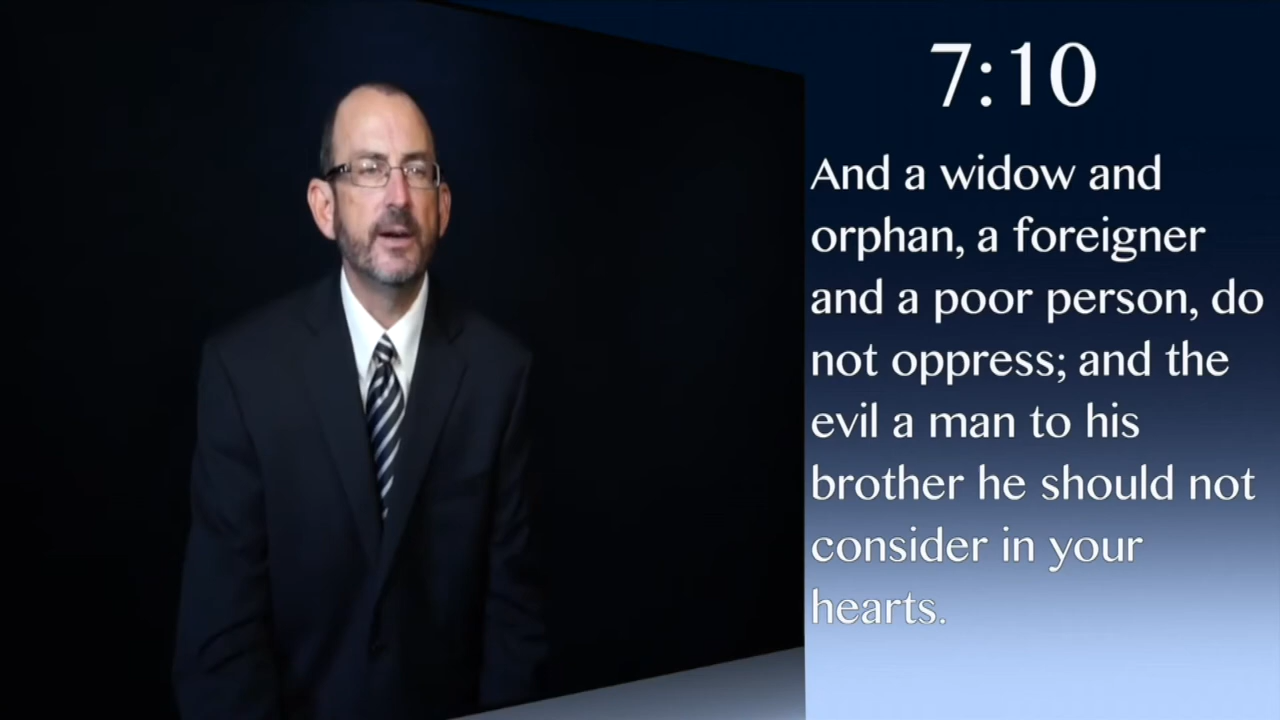 7:10
And a widow and
orphan, a foreigner
and a poor person, do
not oppress; and the
evil a man to his
brother he should not
consider in your
hearts.